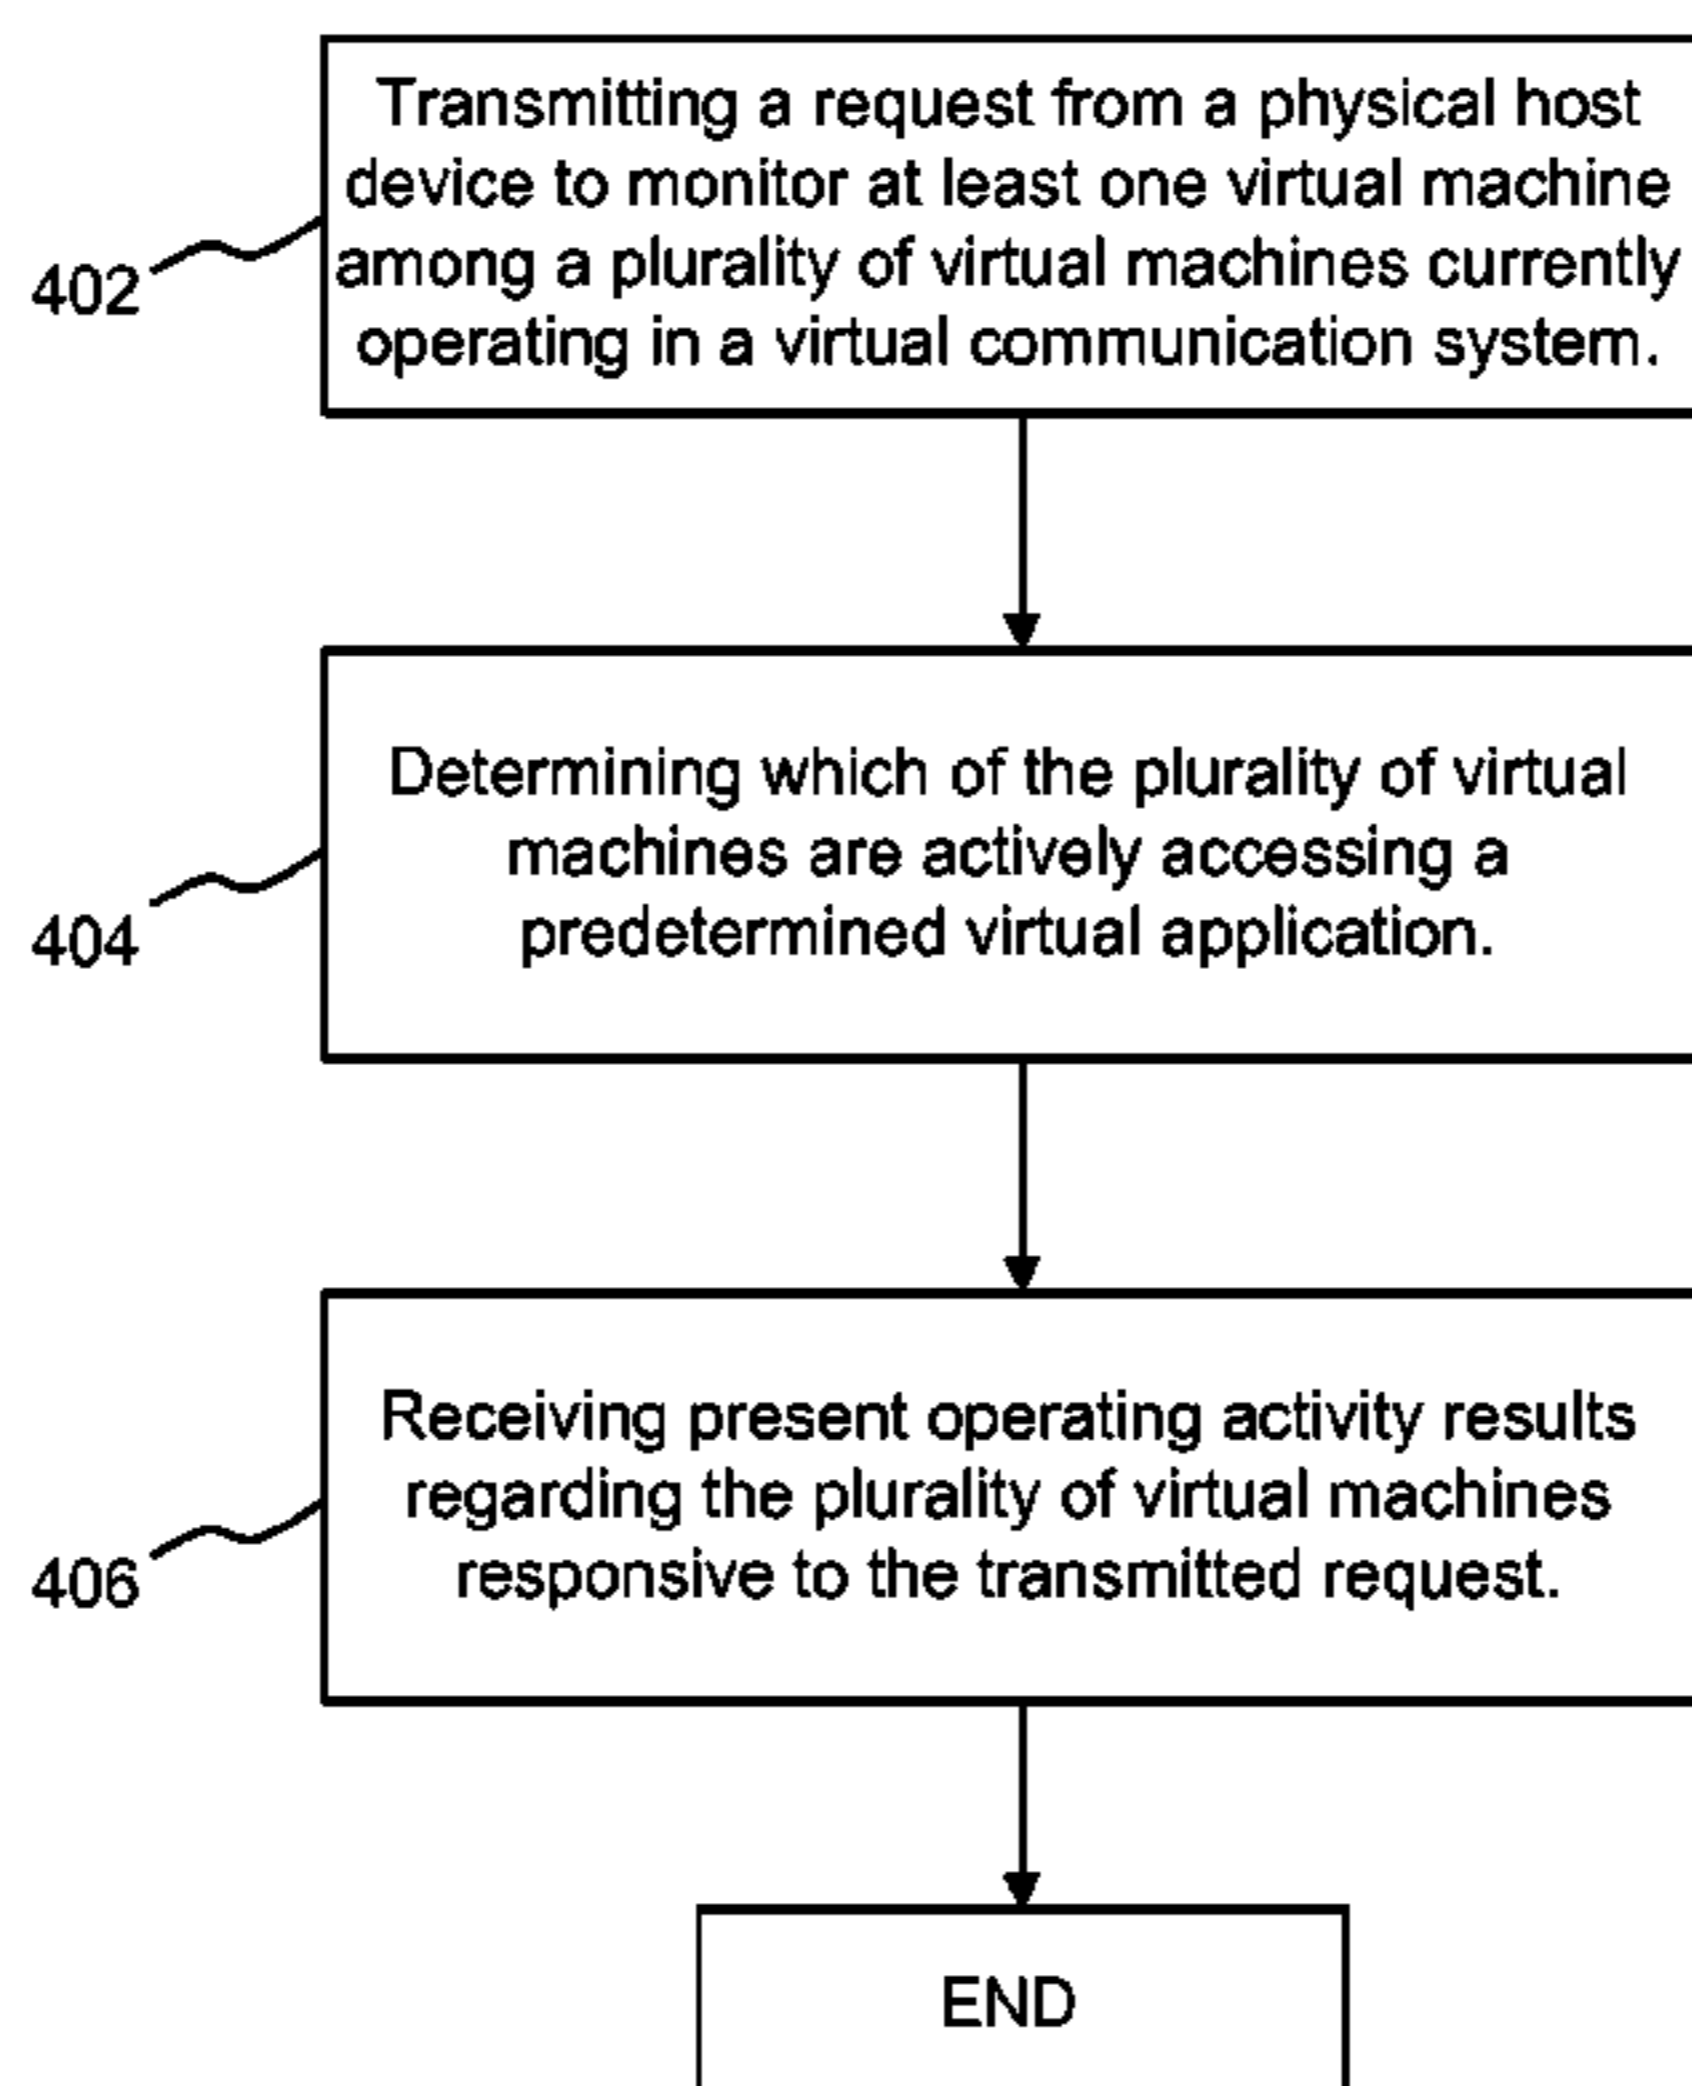 Transmitting a request from a physical host
device to monitor at least one virtual machine
among a plurality of virtual machines currently
operating in a virtual communication system.
402
Determining which of the plurality of virtual
machines are actively accessing a
predetermined virtual application.
404
Receiving present operating activity results
regarding the plurality of virtual machines
responsive to the transmitted request.
406
END